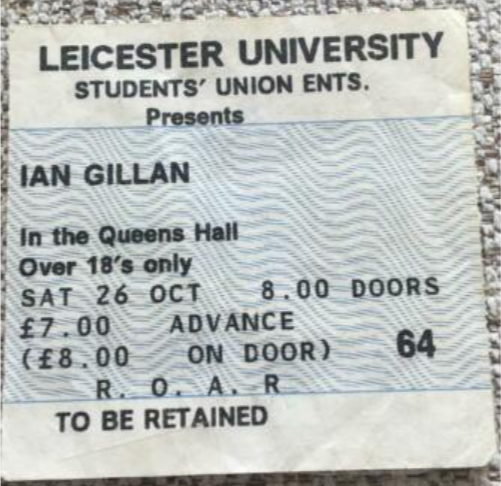 LEICESTER UNIVERSITY
STUDENTS' UNION ENTS.
Presents
IAN GILLAN
In the Queens Hall
Over 18's only
SAT 26 OCT 8.00 DOORS
£7.00 ADVANCE
(£8.00 ON DOOR) 64
R. O. A. R
TO BE RETAINED